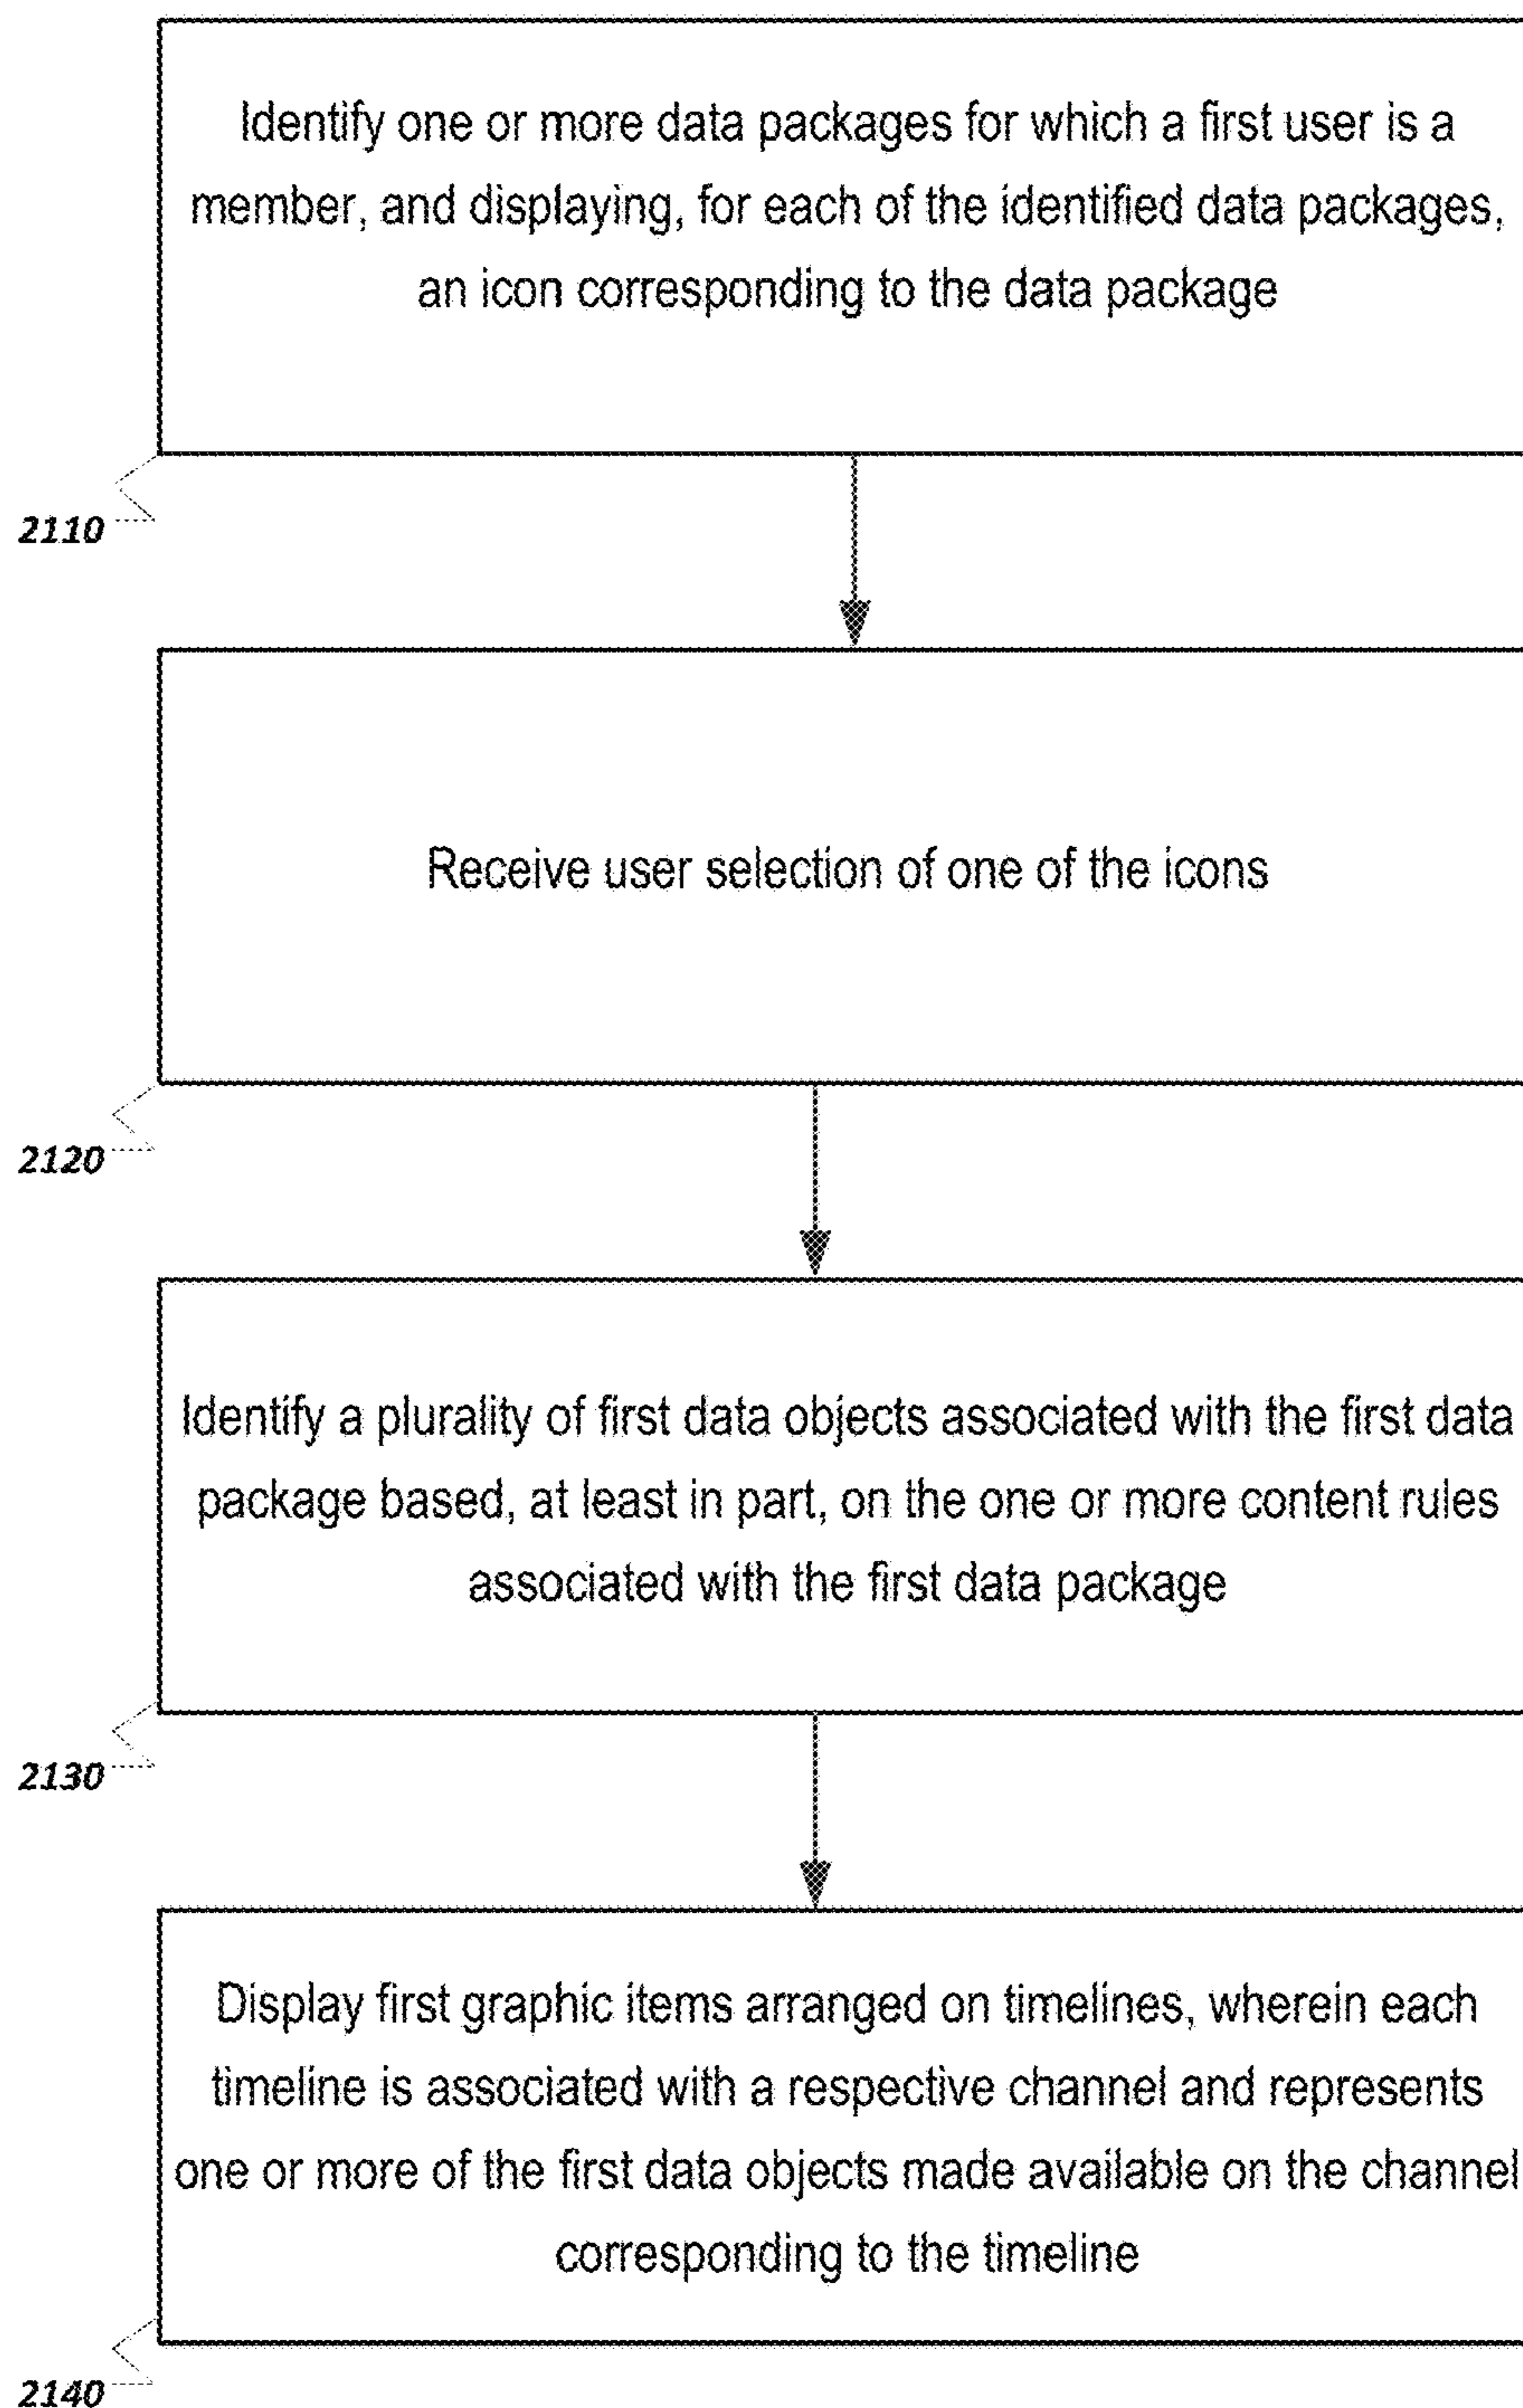 Identify one or more data packages for which a first user is a
member, and displaying, for each of the identified data packages,
an icon corresponding to the data package
2110
Receive user selection of one of the icons
2120
Identify a plurality of first data objects associated with the first data
package based, at least in part, on the one or more content rules
associated with the first data package
2130
Display first graphic items arranged on timelines, wherein each
timeline is associated with a respective channel and represents
one or more of the first data objects made available on the channel
corresponding to the timeline
2140